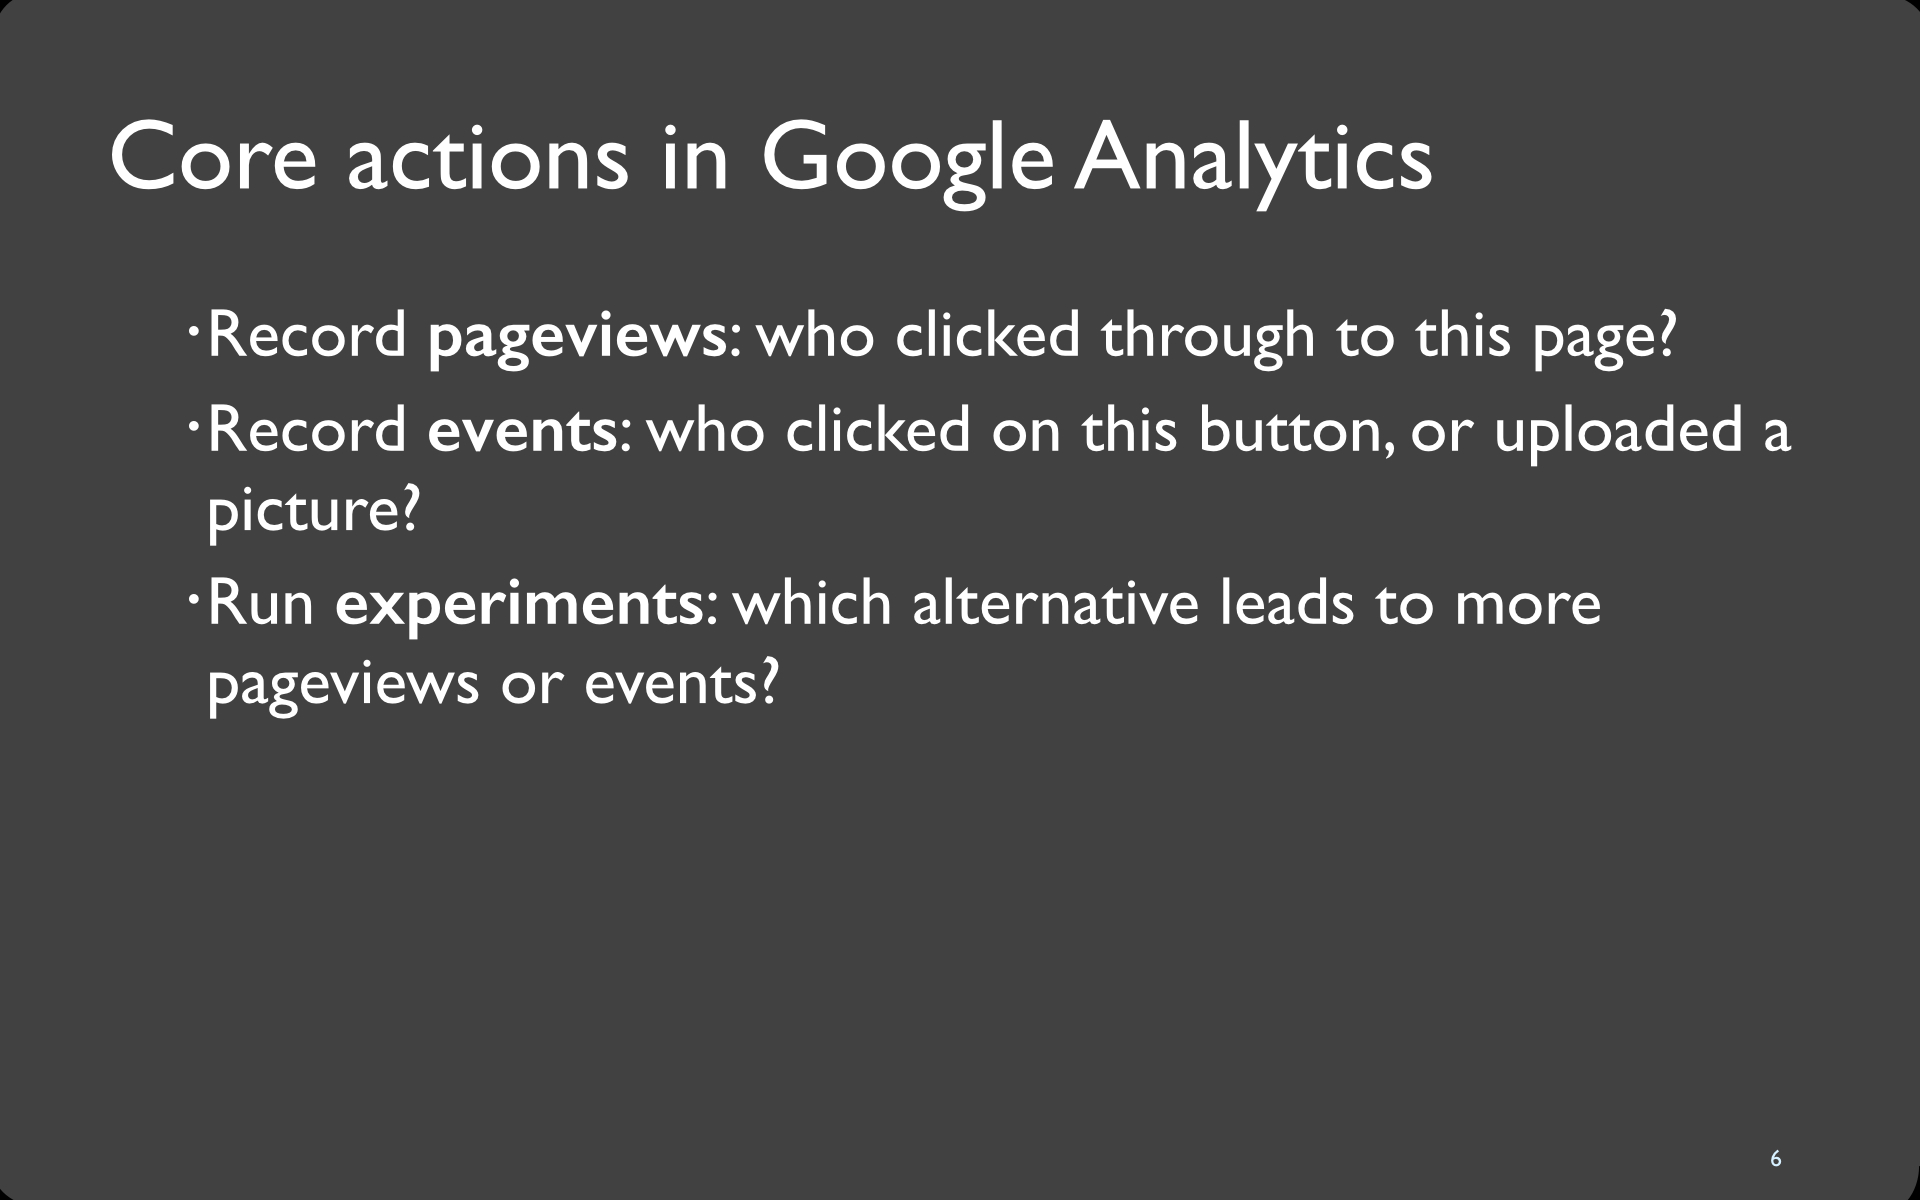 Core actions in Google Analytics
·Record pageviews: who clicked through to this page?
·Record events: who clicked on this button, or uploaded a
picture?
·Run experiments: which alternative leads to more
pageviews or events?
6